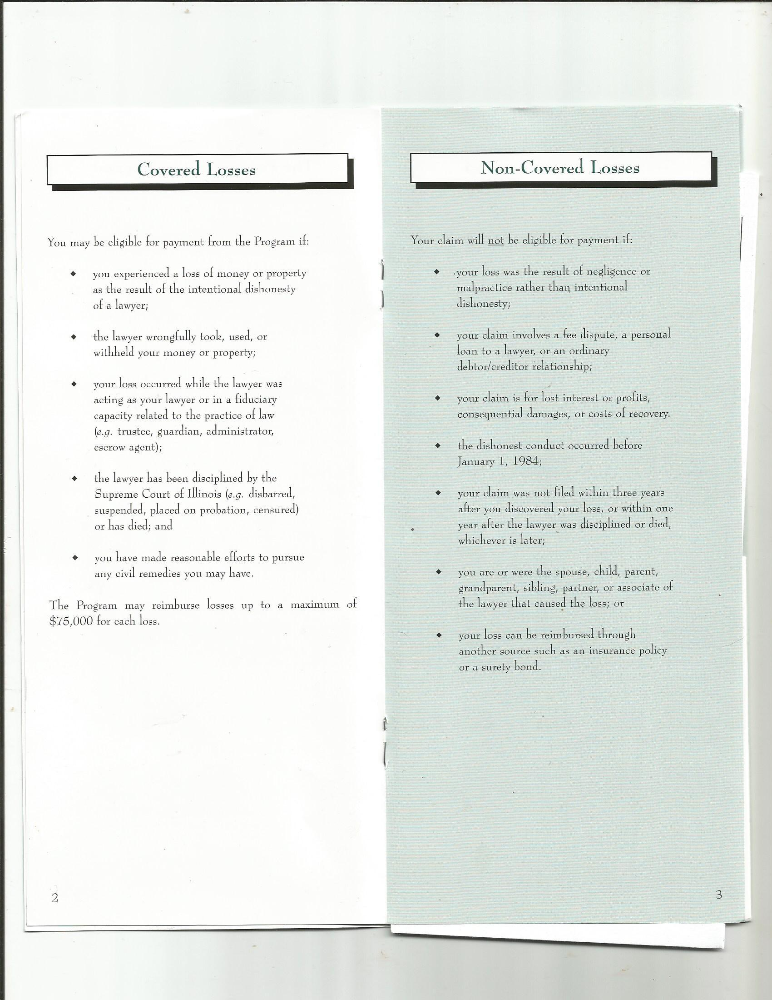 Covered Losses
You may be eligible for payment from the Program if:
◆ you experienced a loss of money or property
as the result of the intentional dishonesty
of a lawyer;
◆ the lawyer wrongfully took, used, or
withheld your money or property;
◆ your loss occurred while the lawyer was
acting as your lawyer or in a fiduciary
capacity related to the practice of law
(e.g. trustee, guardian, administrator,
escrow agent);
◆ the lawyer has been disciplined by the
Supreme Court of Illinois (e.g. disbarred,
suspended, placed on probation, censured)
or has died; and
◆ you have made reasonable efforts to pursue
any civil remedies you may have.
The Program may reimburse losses up to a maximum of
$75,000 for each loss.
2
Non-Covered Losses
Your claim will not be eligible for payment if:
◆ your loss was the result of negligence or
malpractice rather than intentional
dishonesty;
◆ your claim involves a fee dispute, a personal
loan to a lawyer, or an ordinary
debtor/creditor relationship;
◆ your claim is for lost interest or profits,
consequential damages, or costs of recovery.
◆ the dishonest conduct occurred before
January 1, 1984;
◆ your claim was not filed within three years
after you discovered your loss, or within one
year after the lawyer was disciplined or died,
whichever is later;
◆ you are or were the spouse, child, parent,
grandparent, sibling, partner, or associate of
the lawyer that caused the loss; or
◆ your loss can be reimbursed through
another source such as an insurance policy
or a surety bond.
3